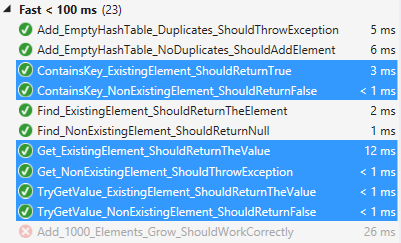 Fast < 100 ms (23)
Add_EmptyHashTable_Duplicates_ShouldThrowException 5 ms
Add_EmptyHashTable_NoDuplicates_ShouldAddElement 6 ms
ContainsKey_ExistingElement_ShouldReturnTrue 3 ms
ContainsKey_NonExistingElement_ShouldReturnFalse < 1 ms
Find_ExistingElement_ShouldReturnTheElement 2 ms
Find_NonExistingElement_ShouldReturnNull 1 ms
Get_ExistingElement_ShouldReturnTheValue 12 ms
Get_NonExistingElement_ShouldThrowException < 1 ms
TryGetValue_ExistingElement_ShouldReturnTheValue < 1 ms
TryGetValue_NonExistingElement_ShouldReturnFalse < 1 ms
Add_1000_Elements_Grow_ShouldWorkCorrectly 26 ms